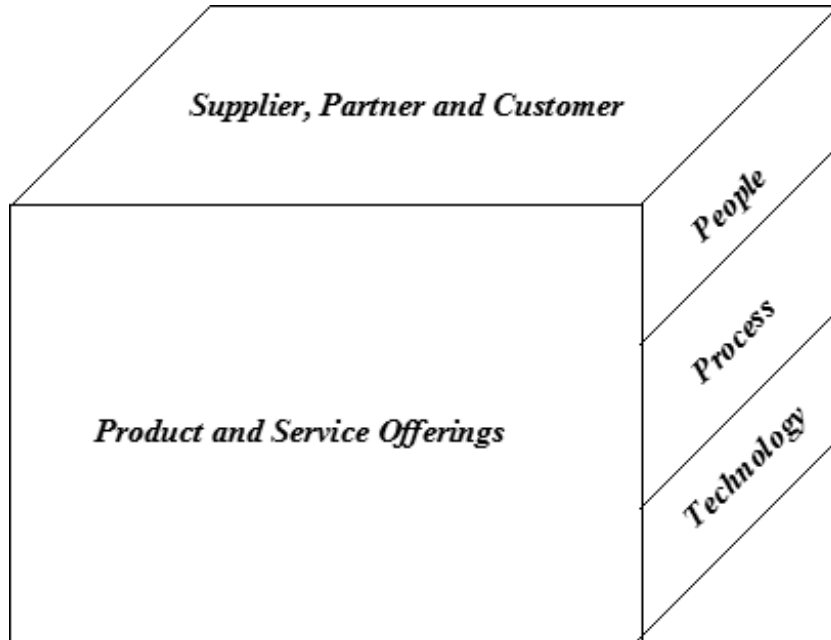 Supplier, Partner and Customer
People
Process
Product and Service Offerings
Technology